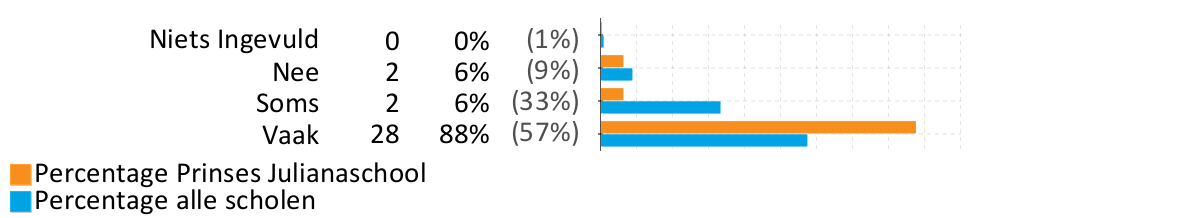 Niets Ingevuld 0 0% (1%)
Nee 2 6% (9%)
Soms 2 6% (33%)
Vaak 28 88% (57%)
Percentage Prinses Julianaschool
Percentage alle scholen